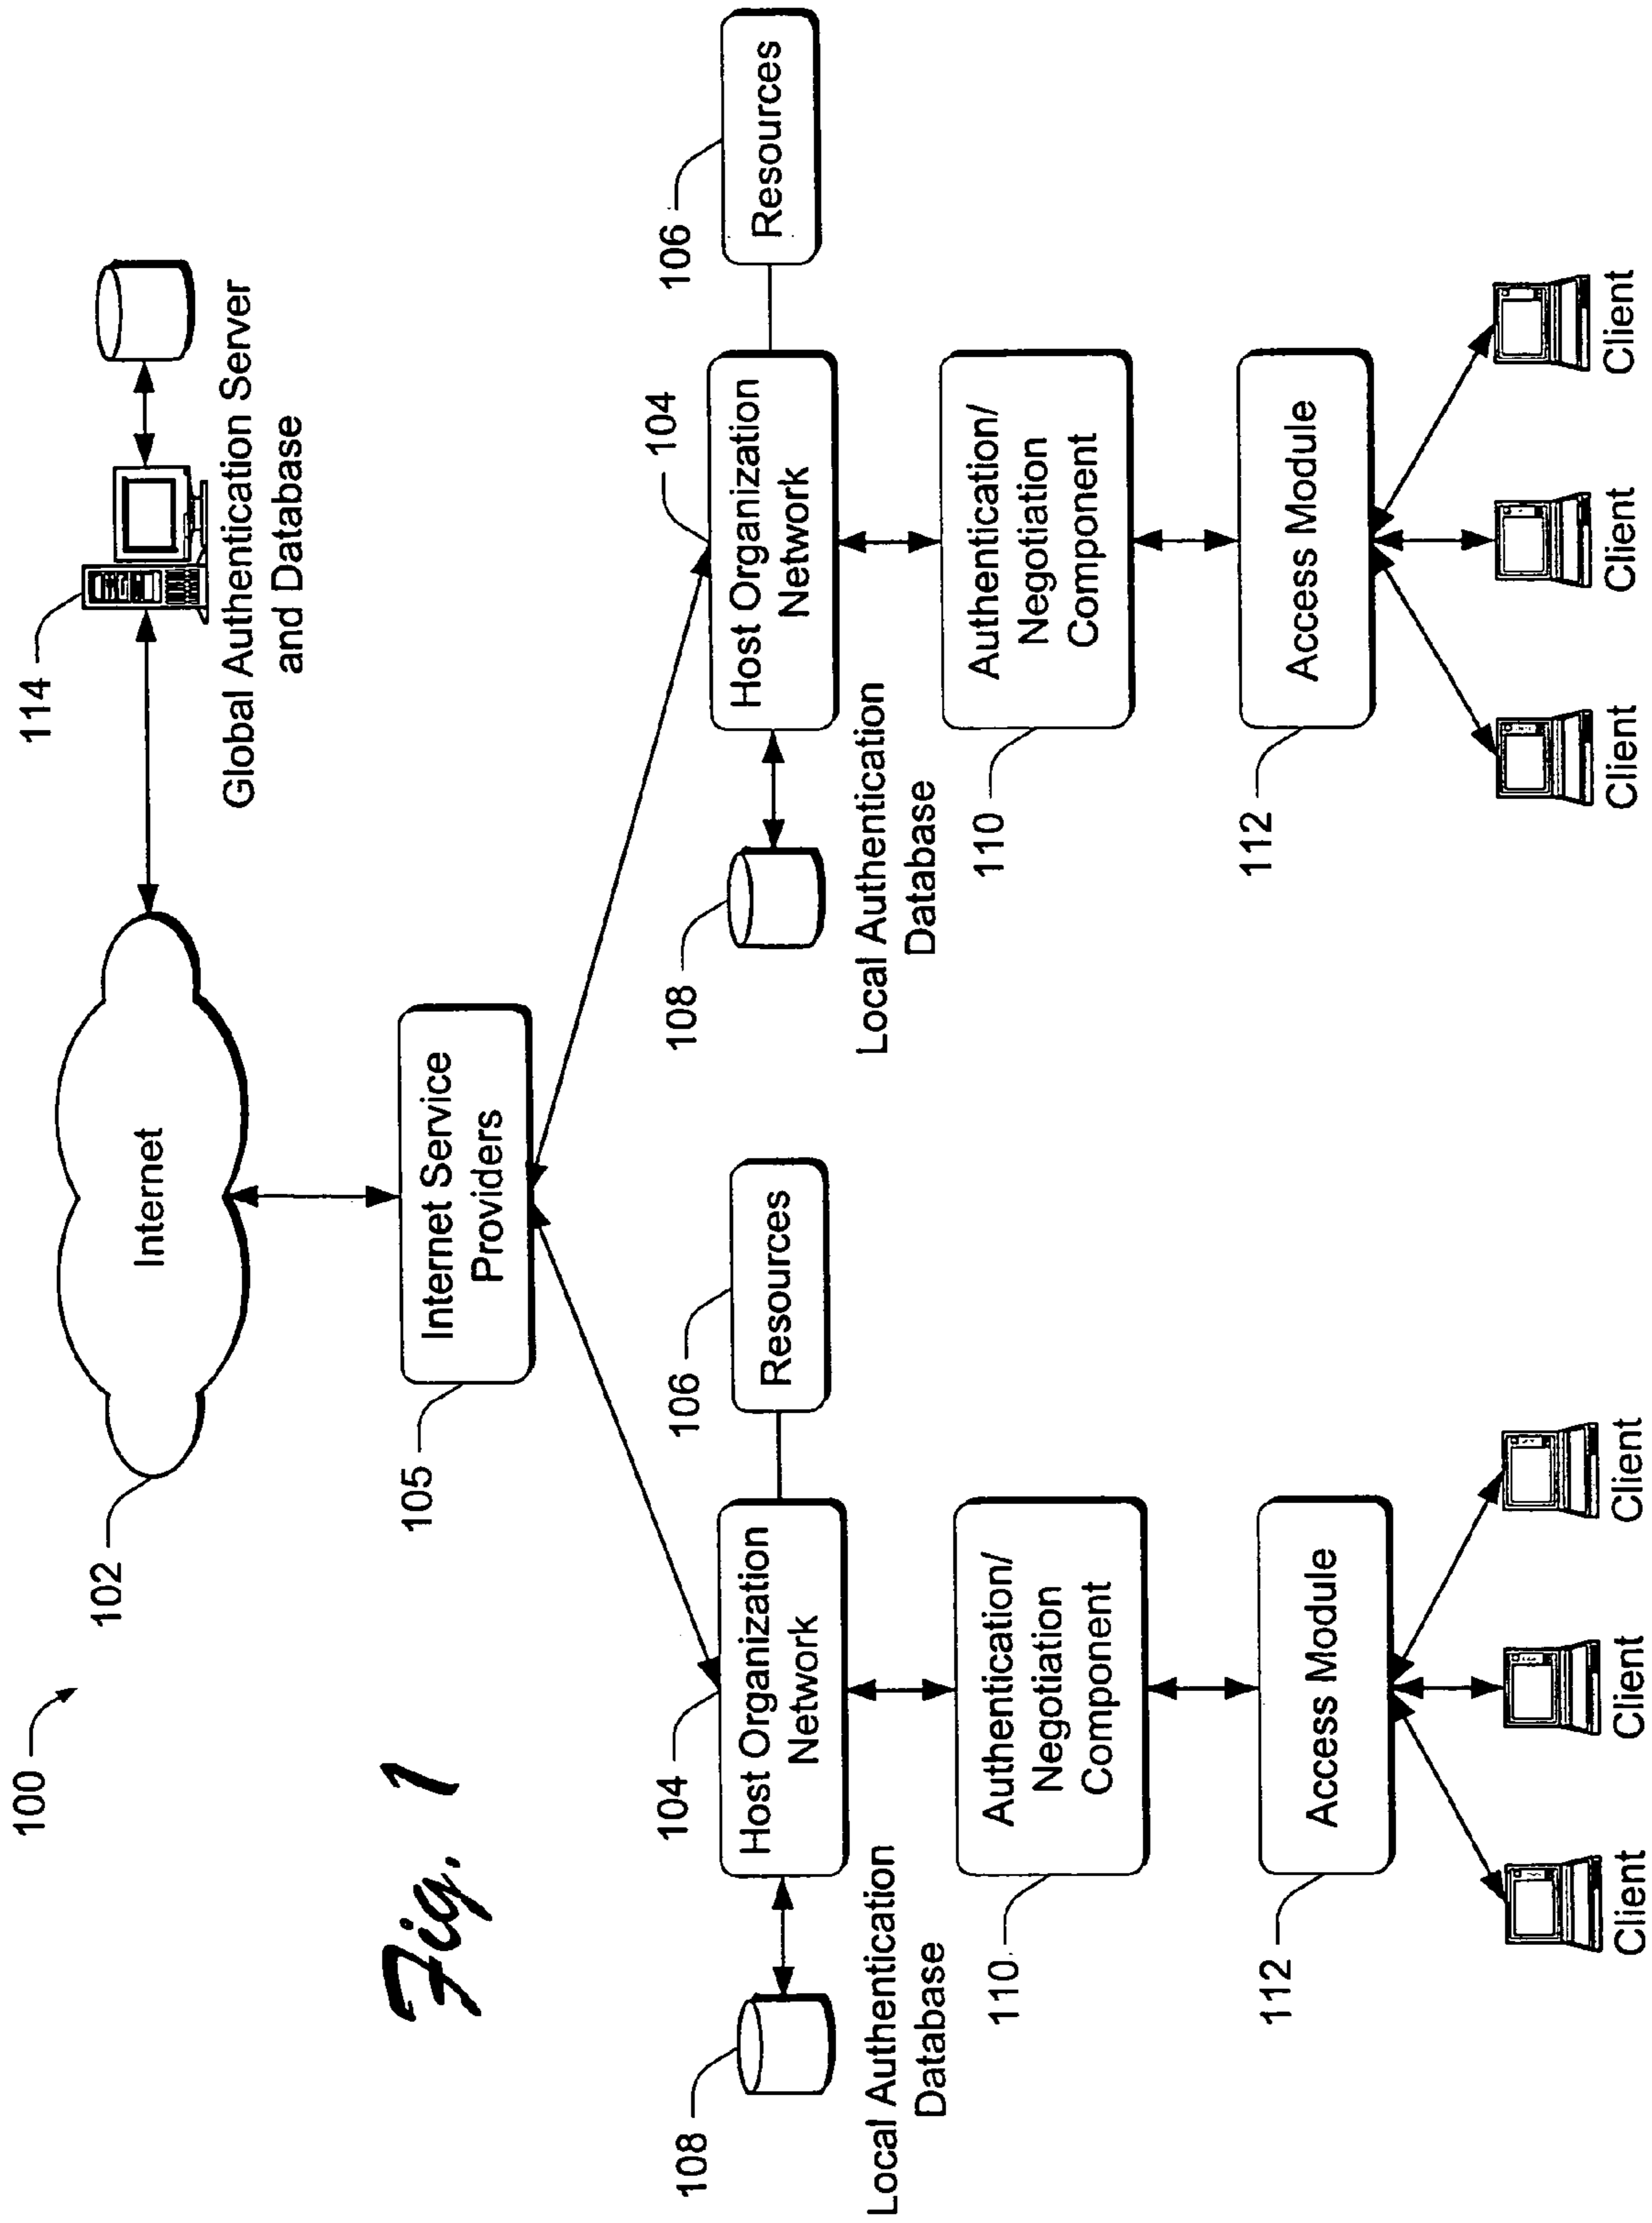 100
102
Internet
114
Global Authentication Server
and Database
105
Internet Service
Providers
Fig. 1
104
Host Organization
Network
106
Resources
108
Local Authentication
Database
110
Authentication/
Negotiation
Component
112
Access Module
Client
Client
Client
104
Host Organization
Network
106
Resources
108
Local Authentication
Database
110
Authentication/
Negotiation
Component
112
Access Module
Client
Client
Client